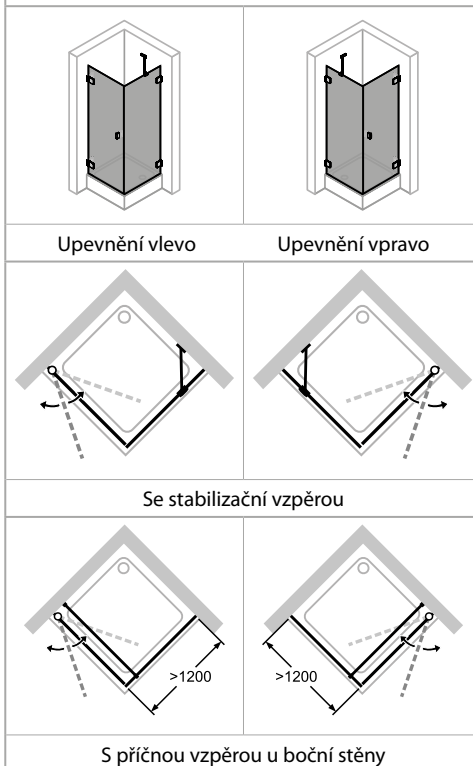 Upevnění vlevo
Upevnění vpravo
Se stabilizační vzpěrou
>1200
>1200
S příčnou vzpěrou u boční stěny